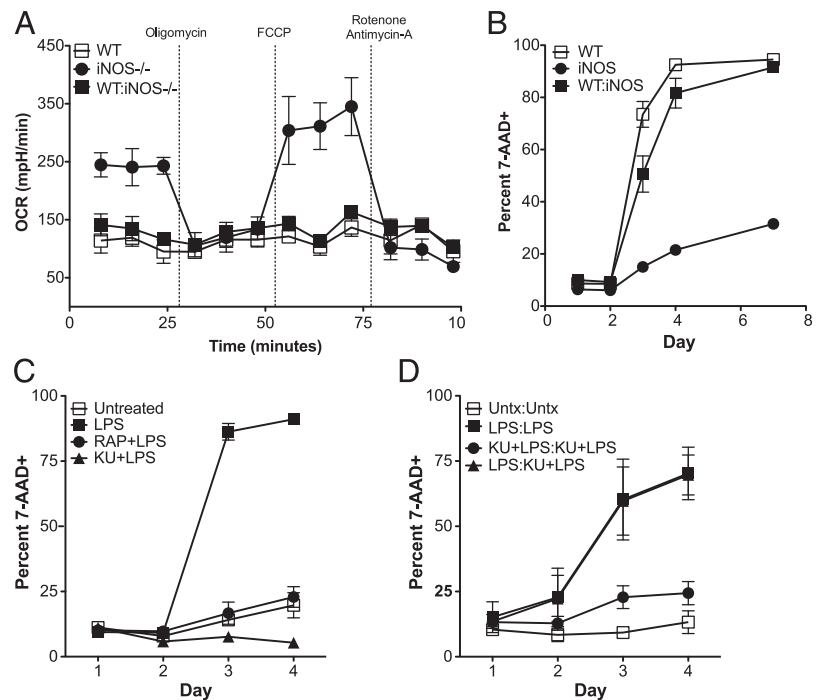 A
Oligomycin
FCCP
Rotenone
Antimycin-A
450
350
250
150
50
WT
iNOS-/-
WT:iNOS-/-
OCR (mpH/min)
0
25
50
75
10
Time (minutes)
B
100
80
60
40
20
0
WT
iNOS
WT:iNOS
Percent 7-AAD+
0
2
4
6
8
Day
C
100
75
50
25
0
Untreated
LPS
RAP+LPS
KU+LPS
Percent 7-AAD+
1
2
3
4
Day
D
100
75
50
25
0
Untx:Untx
LPS:LPS
KU+LPS:KU+LPS
LPS:KU+LPS
Percent 7-AAD+
1
2
3
4
Day